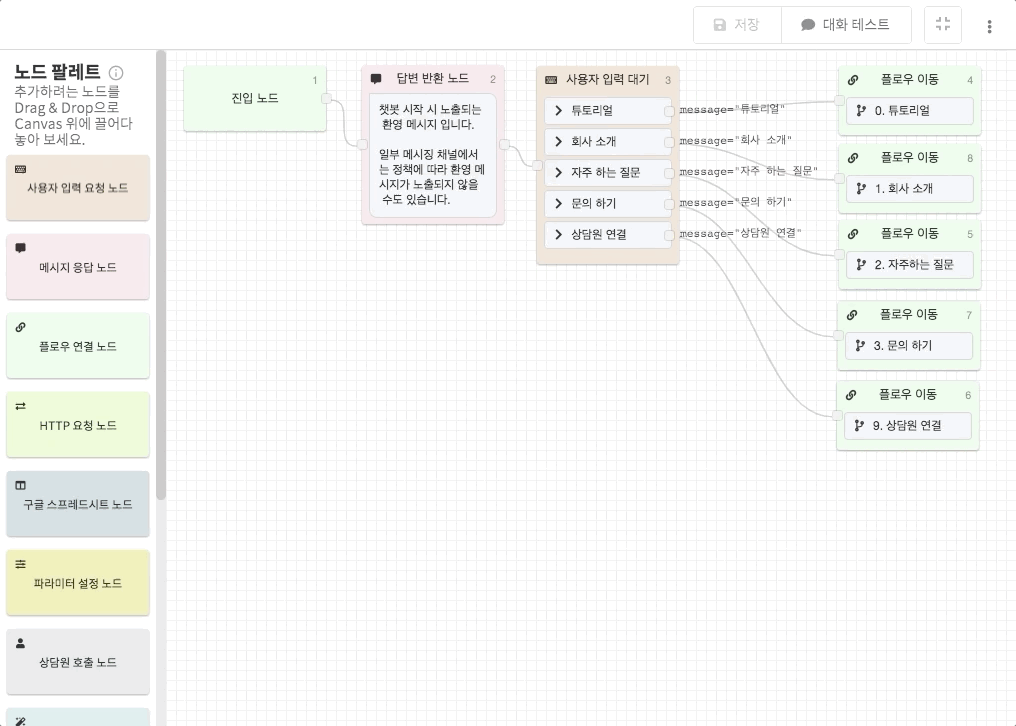 저장
대화 테스트
노드 팔레트
추가하려는 노드를
Drag & Drop으로
Canvas 위에 끌어다
놓아 보세요.
사용자 입력 요청 노드
메시지 응답 노드
플로우 연결 노드
HTTP 요청 노드
구글 스프레드시트 노드
파라미터 설정 노드
상담원 호출 노드
1
진입 노드
답변 반환 노드 2
챗봇 시작 시 노출되는
환영 메시지 입니다.
일부 메시징 채널에서
는 정책에 따라 환영 메
시지가 노출되지 않을
수도 있습니다.
사용자 입력 대기 3
튜토리얼
회사 소개
자주 하는 질문
문의 하기
상담원 연결
message="튜토리얼"
message="회사 소개"
message="자주 하는 질문"
message="문의 하기"
message="상담원 연결"
플로우 이동 4
0. 튜토리얼
플로우 이동 8
1. 회사 소개
플로우 이동 5
2. 자주하는 질문
플로우 이동 7
3. 문의 하기
플로우 이동 6
9. 상담원 연결